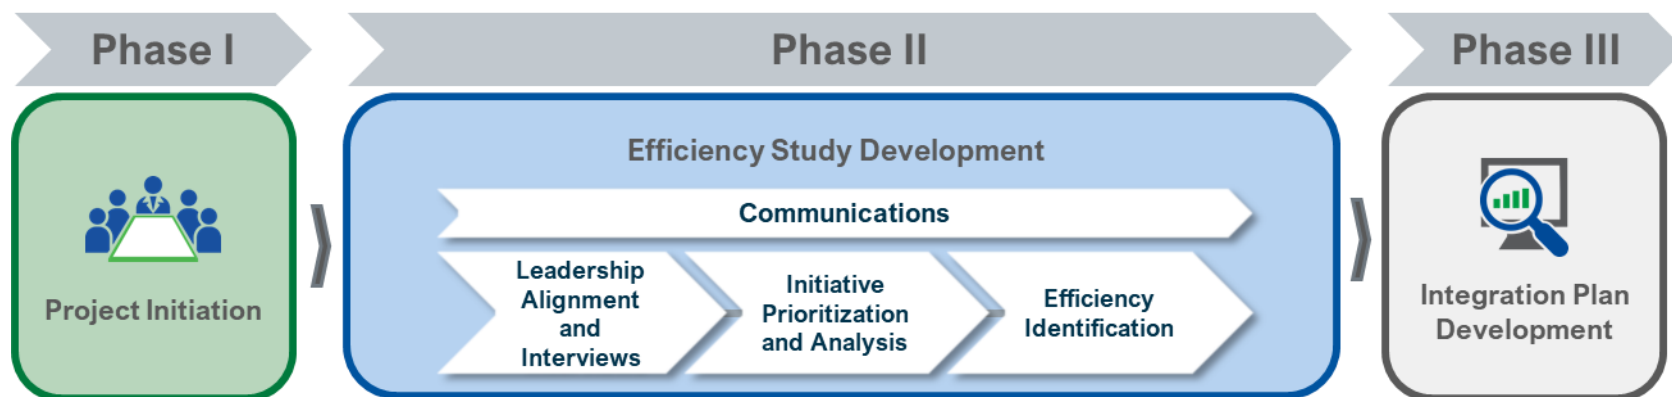 Phase I
Phase II
Phase III
Project Initiation
Efficiency Study Development
Communications
Leadership
Alignment
and
Interviews
Initiative
Prioritization
and Analysis
Efficiency
Identification
Integration Plan
Development